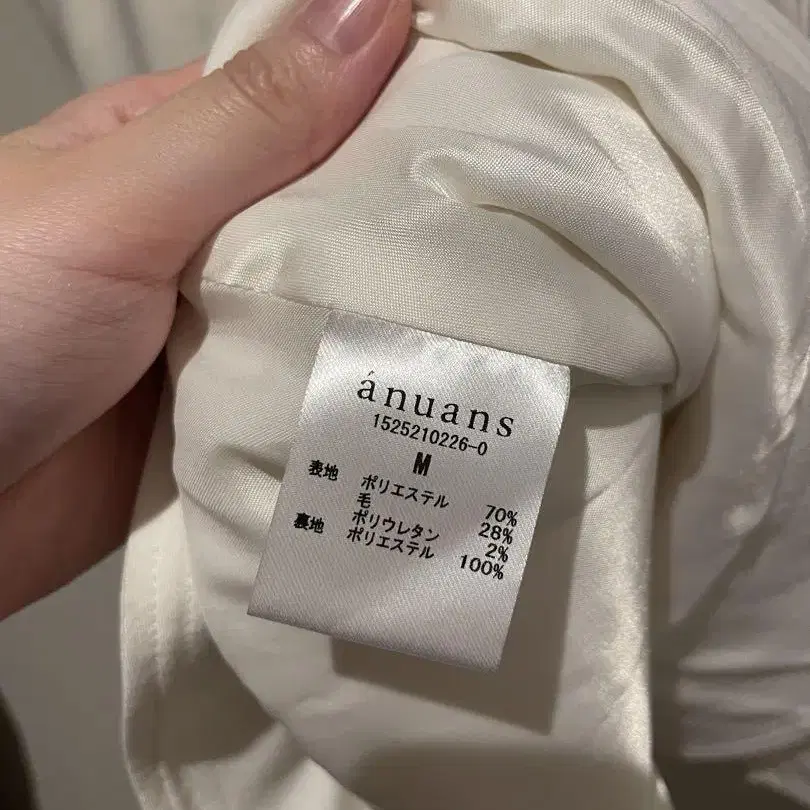 ánuans
1525210226-0
M
表地 ポリエステル 70%
毛 28%
ポリウレタン 2%
裏地 ポリエステル 100%